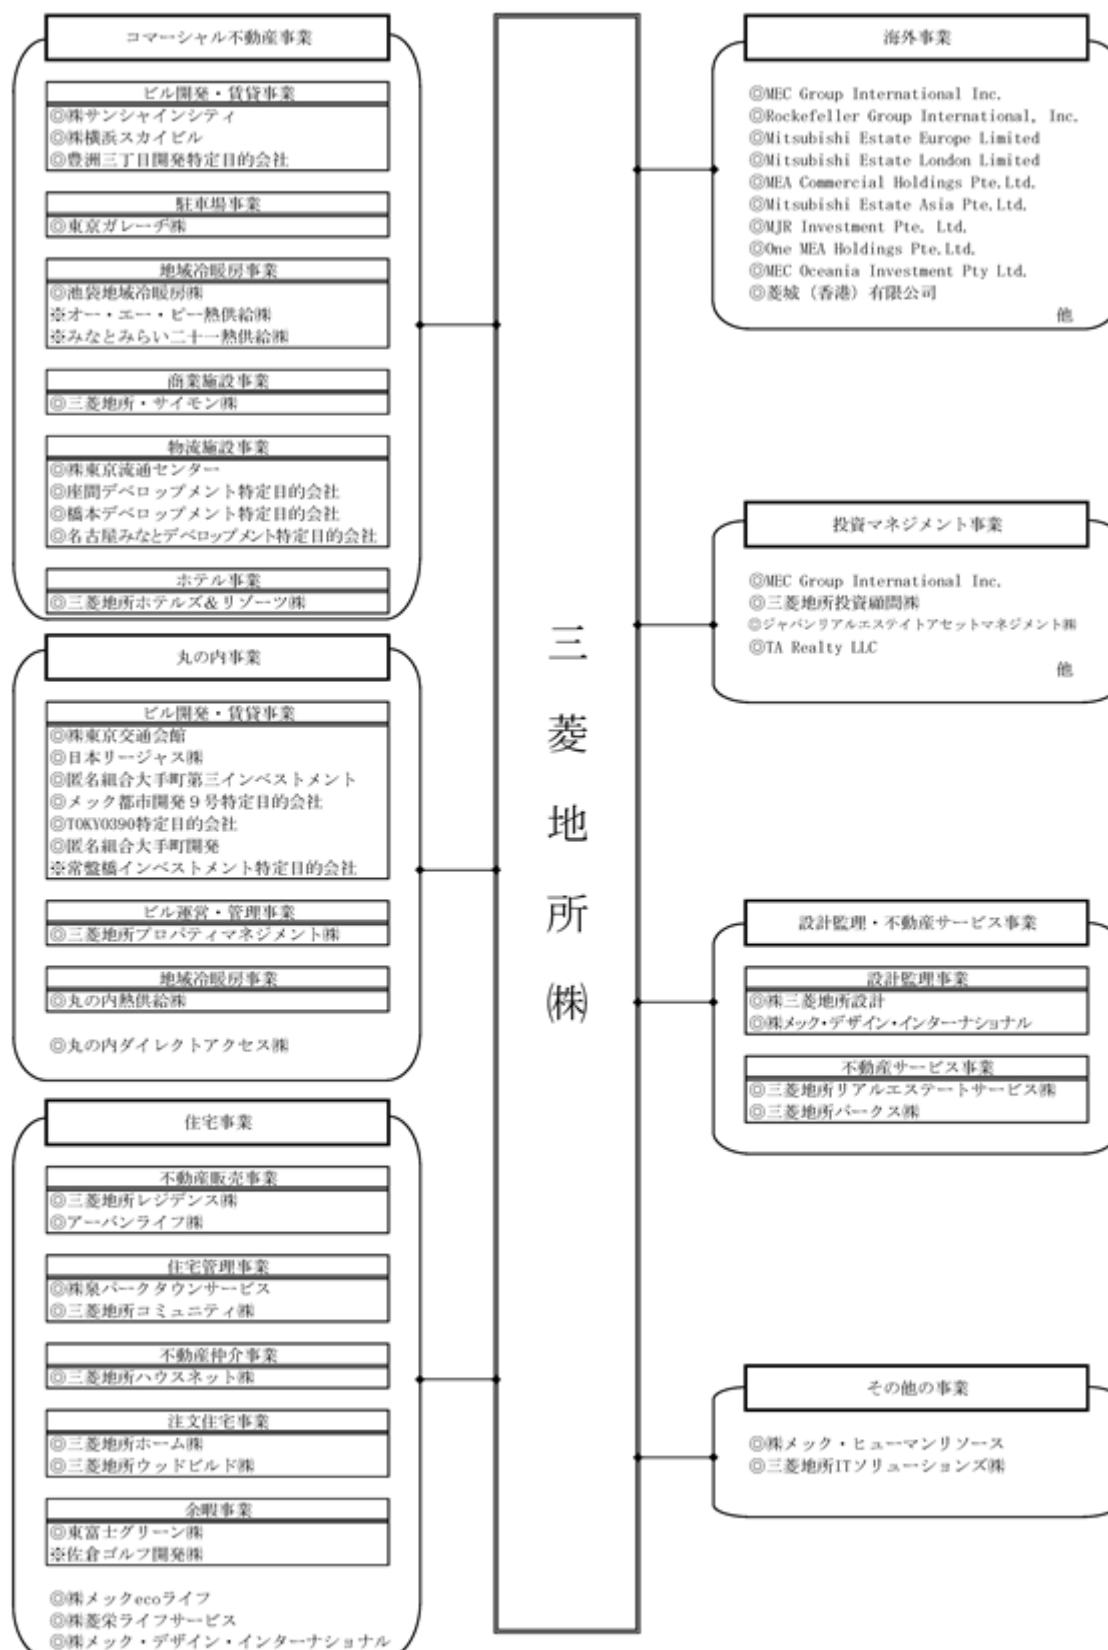 コマーシャル不動産事業
ビル開発・賃貸事業
◎㈱サンシャインシティ
◎㈱横浜スカイビル
◎豊洲三丁目開発特定目的会社
駐車場事業
◎東京ガレーヂ㈱
地域冷暖房事業
◎池袋地域冷暖房㈱
※オー・エー・ピー熱供給㈱
※みなとみらい二十一熱供給㈱
商業施設事業
◎三菱地所・サイモン㈱
物流施設事業
◎㈱東京流通センター
◎座間デベロップメント特定目的会社
◎橋本デベロップメント特定目的会社
◎名古屋みなとデベロップメント特定目的会社
ホテル事業
◎三菱地所ホテルズ&リゾーツ㈱
丸の内事業
ビル開発・賃貸事業
◎㈱東京交通会館
◎日本リージャス㈱
◎匿名組合大手町第三インベストメント
◎メック都市開発9号特定目的会社
◎TOKYO390特定目的会社
◎匿名組合大手町開発
※常盤橋インベストメント特定目的会社
ビル運営・管理事業
◎三菱地所プロパティマネジメント㈱
地域冷暖房事業
◎丸の内熱供給㈱
◎丸の内ダイレクトアクセス㈱
住宅事業
不動産販売事業
◎三菱地所レジデンス㈱
◎アーバンライフ㈱
住宅管理事業
◎㈱泉パークタウンサービス
◎三菱地所コミュニティ㈱
不動産仲介事業
◎三菱地所ハウスネット㈱
注文住宅事業
◎三菱地所ホーム㈱
◎三菱地所ウッドビルド㈱
余暇事業
◎東富士グリーン㈱
※佐倉ゴルフ開発㈱
◎㈱メックecoライフ
◎㈱菱栄ライフサービス
◎㈱メック・デザイン・インターナショナル
三菱地所㈱
海外事業
◎MEC Group International Inc.
◎Rockefeller Group International, Inc.
◎Mitsubishi Estate Europe Limited
◎Mitsubishi Estate London Limited
◎MEA Commercial Holdings Pte.Ltd.
◎Mitsubishi Estate Asia Pte.Ltd.
◎MJR Investment Pte. Ltd.
◎One MEA Holdings Pte.Ltd.
◎MEC Oceania Investment Pty Ltd.
◎菱城（香港）有限公司
他
投資マネジメント事業
◎MEC Group International Inc.
◎三菱地所投資顧問㈱
◎ジャパンリアルエステイトアセットマネジメント㈱
◎TA Realty LLC
他
設計監理・不動産サービス事業
設計監理事業
◎㈱三菱地所設計
◎㈱メック・デザイン・インターナショナル
不動産サービス事業
◎三菱地所リアルエステートサービス㈱
◎三菱地所パークス㈱
その他の事業
◎㈱メック・ヒューマンリソース
◎三菱地所ITソリューションズ㈱